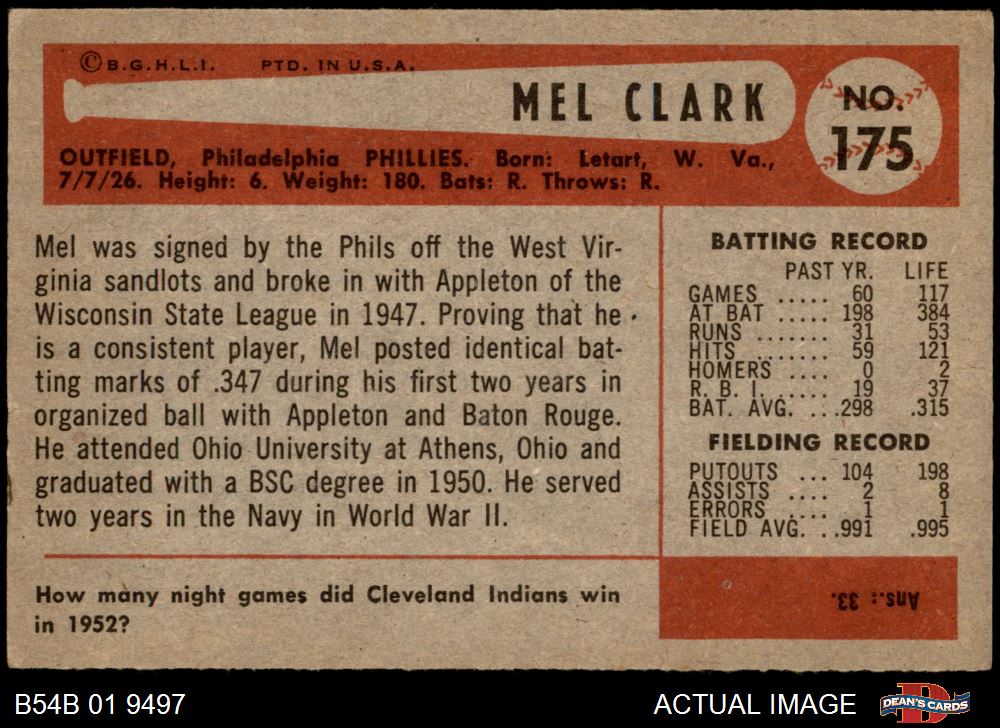 © B.G.H.L.I. PTD. IN U.S.A.
MEL CLARK
NO.
175
OUTFIELD, Philadelphia PHILLIES. Born: Letart, W. Va.,
7/7/26. Height: 6. Weight: 180. Bats: R. Throws: R.
Mel was signed by the Phils off the West Vir-
ginia sandlots and broke in with Appleton of the
Wisconsin State League in 1947. Proving that he
is a consistent player, Mel posted identical bat-
ting marks of .347 during his first two years in
organized ball with Appleton and Baton Rouge.
He attended Ohio University at Athens, Ohio and
graduated with a BSC degree in 1950. He served
two years in the Navy in World War II.
BATTING RECORD
PAST YR. LIFE
GAMES ..... 60 117
AT BAT ..... 198 384
RUNS ..... 31 53
HITS ....... 59 121
HOMERS .... 0 2
R. B. I. ..... 19 37
BAT. AVG. ...298 .315
FIELDING RECORD
PUTOUTS ... 104 198
ASSISTS .... 2 8
ERRORS .... 1 1
FIELD AVG. ..991 .995
How many night games did Cleveland Indians win
in 1952?
Ans.: 33.
B54B 01 9497
ACTUAL IMAGE
D
DEAN'S CARDS